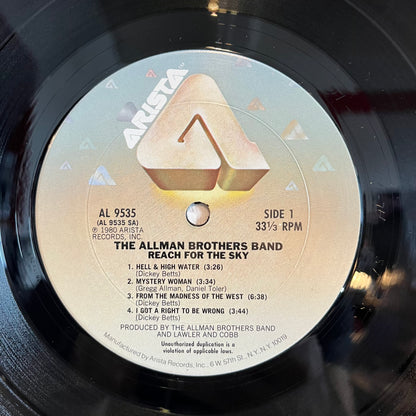 ARISTA
AL 9535
(AL 9535 SA)
℗ 1980 ARISTA
RECORDS, INC.
SIDE 1
33⅓ RPM
THE ALLMAN BROTHERS BAND
REACH FOR THE SKY
1. HELL & HIGH WATER (3:26)
(Dickey Betts)
2. MYSTERY WOMAN (3:34)
(Gregg Allman, Daniel Toler)
3. FROM THE MADNESS OF THE WEST (6:38)
(Dickey Betts)
4. I GOT A RIGHT TO BE WRONG (3:44)
(Dickey Betts)
PRODUCED BY THE ALLMAN BROTHERS BAND
AND LAWLER AND COBB
Unauthorized duplication is a
violation of applicable laws.
Manufactured by Arista Records, Inc., 6 W. 57th St., N.Y., N.Y. 10019